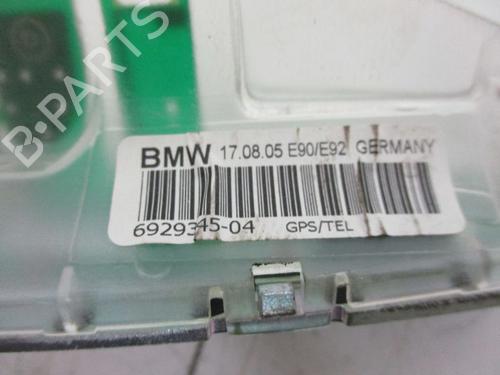 BMW 17.08.05 E90/E92 GERMANY
6929345-04 GPS/TEL
B-PARTS